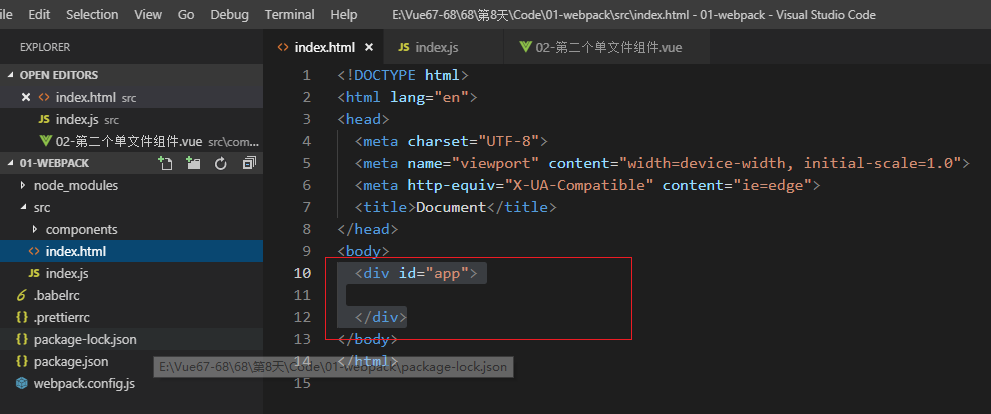 File Edit Selection View Go Debug Terminal Help E:\Vue67-68\68\第8天\Code\01-webpack\src\index.html - 01-webpack - Visual Studio Code
EXPLORER
OPEN EDITORS
index.html src
index.js src
02-第二个单文件组件.vue src\com...
01-WEBPACK
node_modules
src
components
index.html
index.js
.babelrc
.prettierrc
package-lock.json
package.json
webpack.config.js
E:\Vue67-68\68\第8天\Code\01-webpack\package-lock.json
index.html index.js 02-第二个单文件组件.vue
1 <!DOCTYPE html>
2 <html lang="en">
3 <head>
4 <meta charset="UTF-8">
5 <meta name="viewport" content="width=device-width, initial-scale=1.0">
6 <meta http-equiv="X-UA-Compatible" content="ie=edge">
7 <title>Document</title>
8 </head>
9 <body>
10 <div id="app">
11
12 </div>
13 </body>
14 </html>
15